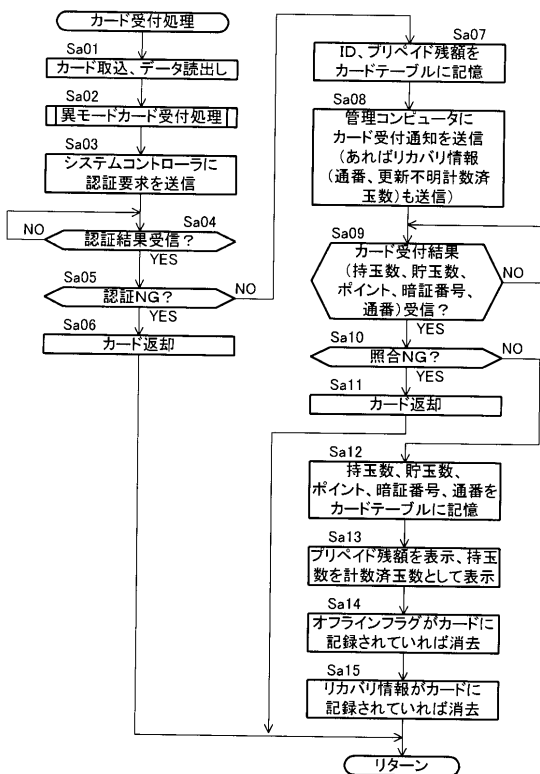 カード受付処理
Sa01
カード取込、データ読出し
Sa02
異モードカード受付処理
Sa03
システムコントローラに
認証要求を送信
Sa04
NO
認証結果受信?
YES
Sa05
認証NG?
NO
YES
Sa06
カード返却
Sa07
ID、プリペイド残額を
カードテーブルに記憶
Sa08
管理コンピュータに
カード受付通知を送信
(あればリカバリ情報
(通番、更新不明計数済
玉数)も送信)
Sa09
カード受付結果
(持玉数、貯玉数、
ポイント、暗証番号、
通番)受信?
NO
YES
Sa10
照合NG?
NO
YES
Sa11
カード返却
Sa12
持玉数、貯玉数、
ポイント、暗証番号、通番を
カードテーブルに記憶
Sa13
プリペイド残額を表示、持玉
数を計数済玉数として表示
Sa14
オフラインフラグがカードに
記録されていれば消去
Sa15
リカバリ情報がカードに
記録されていれば消去
リターン